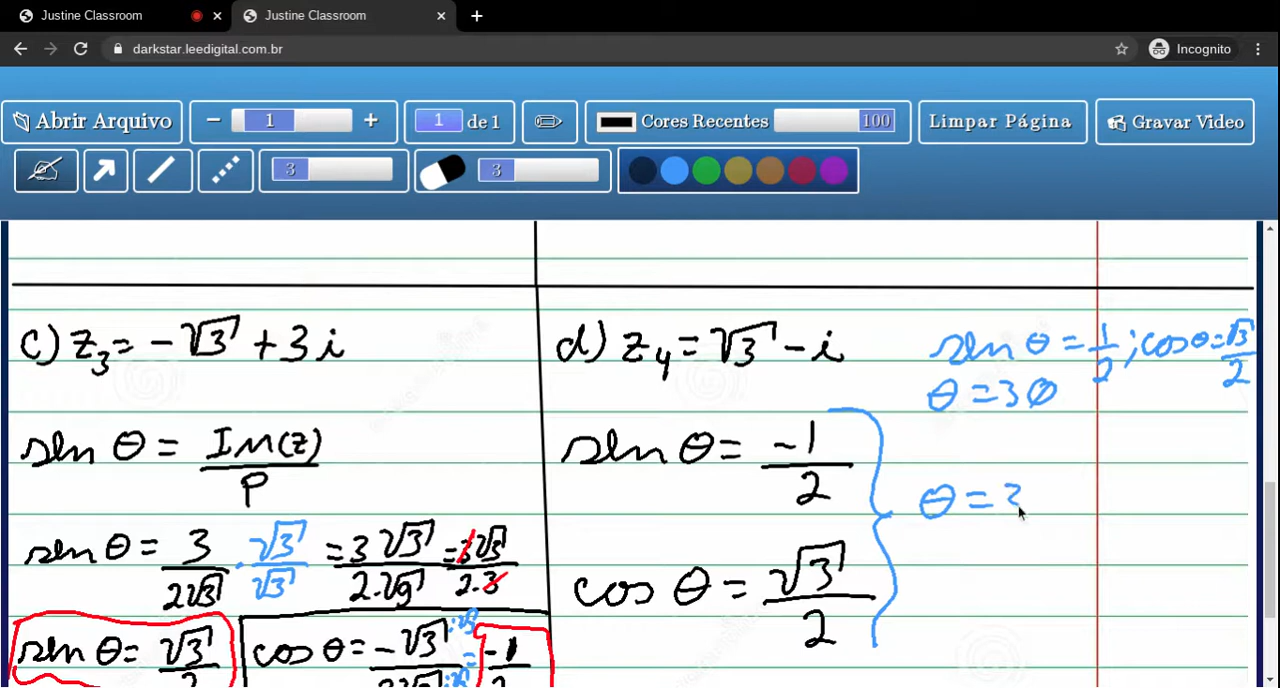 Justine Classroom
Justine Classroom
darkstar.leedigital.com.br
Incognito
Abrir Arquivo
− 1 +
1 de 1
Cores Recentes 100
Limpar Página
Gravar Video
3
3
c) z₃ = -√3 + 3i
sen θ = Im(z)/ρ
sen θ = 3/2√3 · √3/√3 = 3√3/2·√9 = 3√3/2·3
sen θ = √3/2
cos θ = -√3
:√3
= -1
d) z₄ = √3 - i
sen θ = 1/2 ; cos θ = √3/2
θ = 30
sen θ = -1/2
θ = 3
cos θ = √3/2